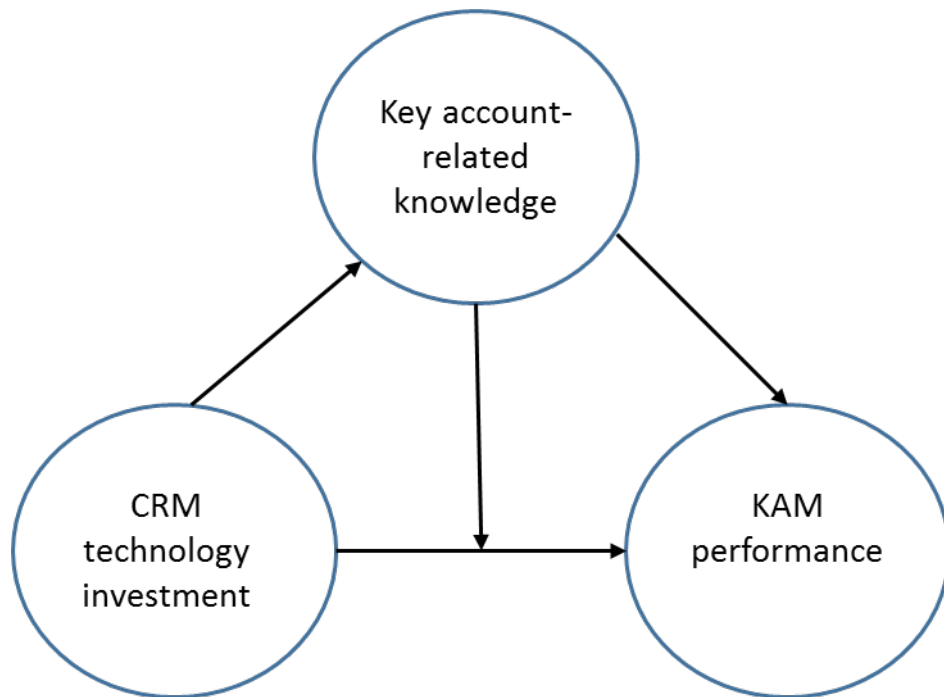 Key account-
related
knowledge
CRM
technology
investment
KAM
performance